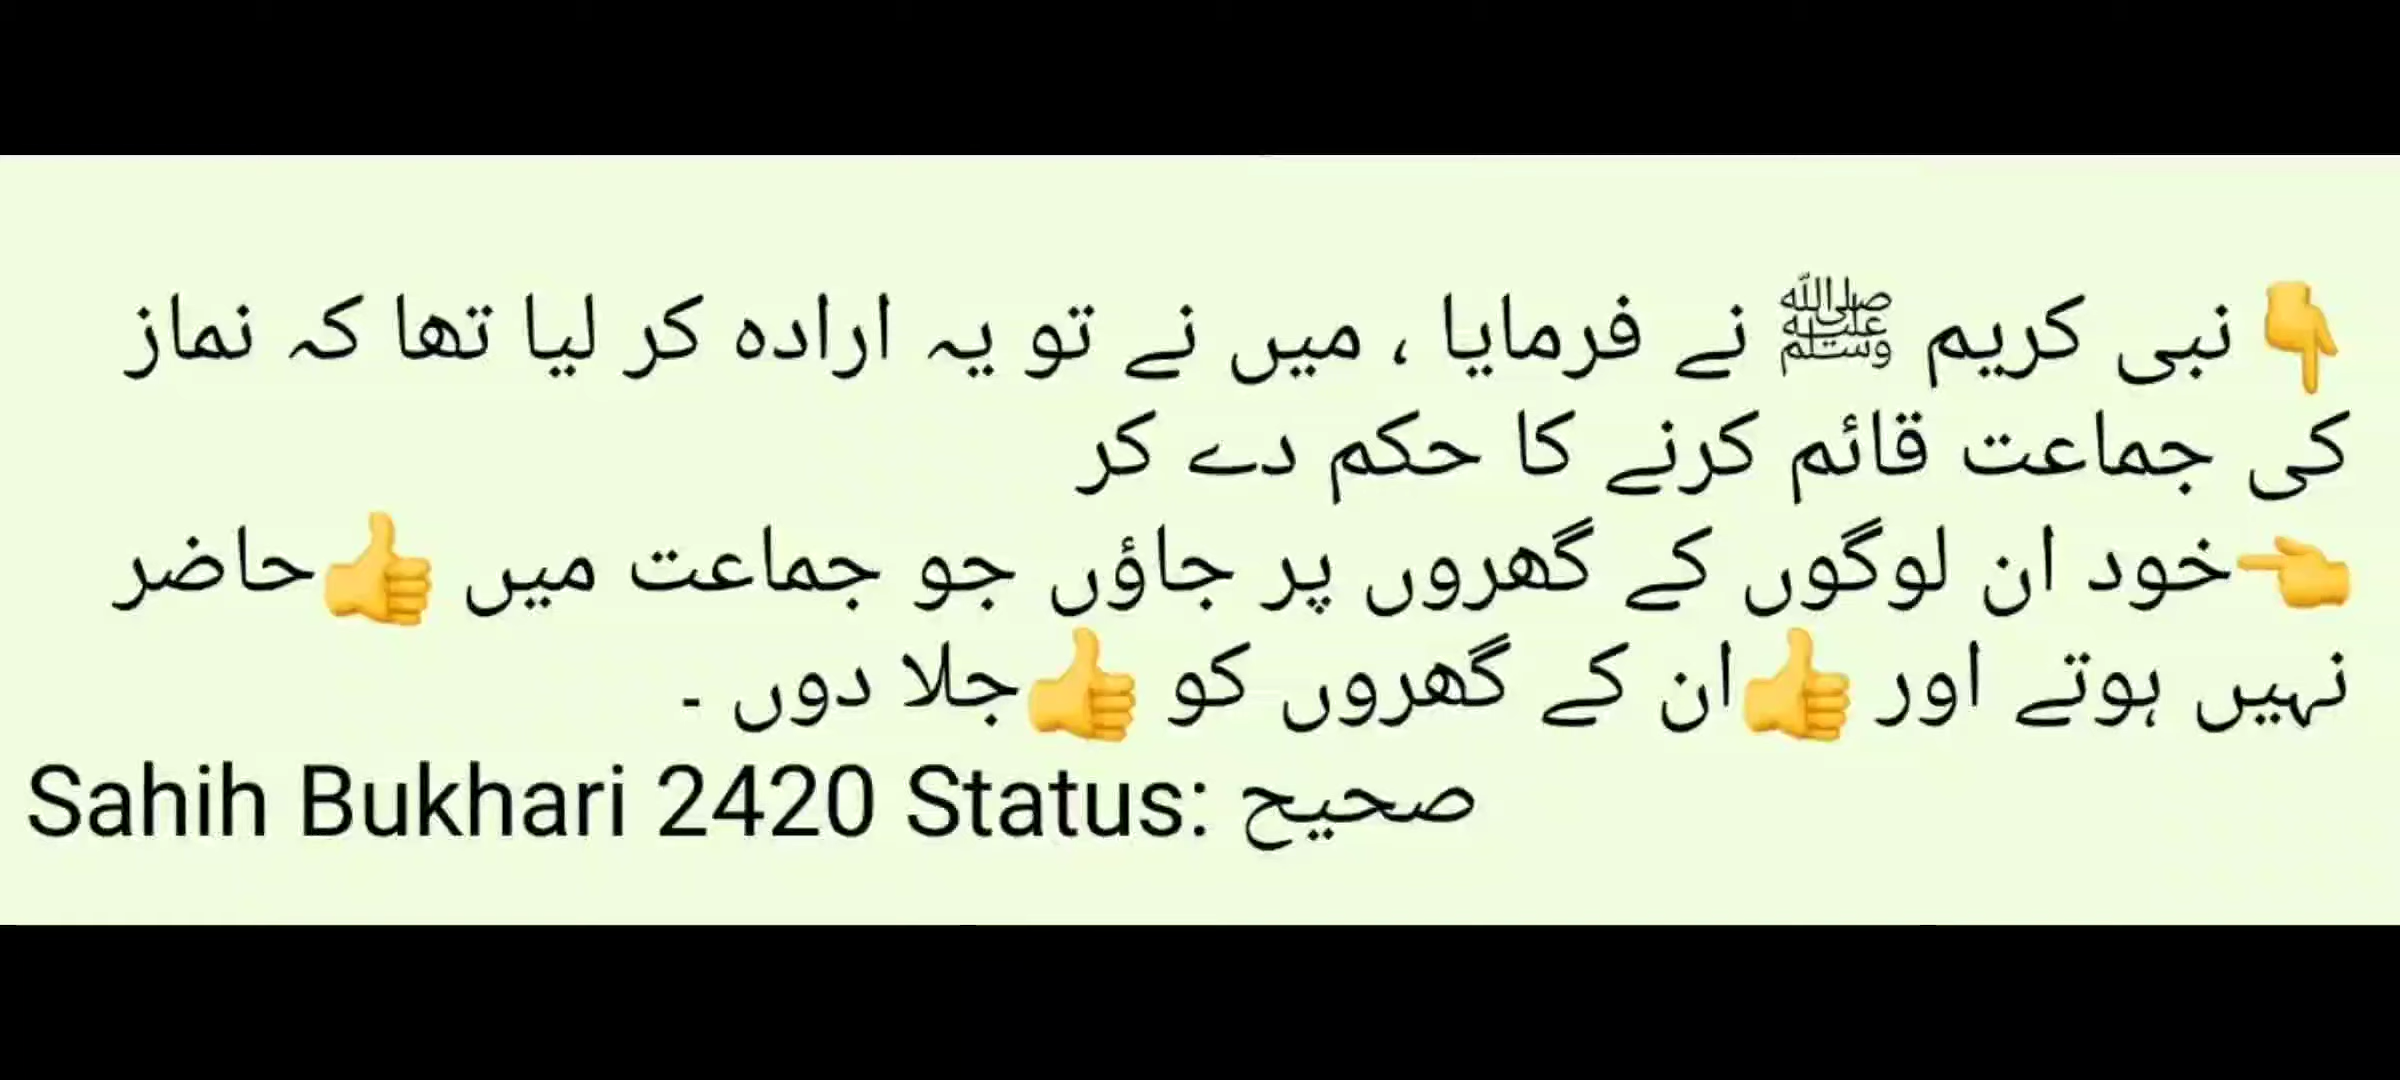 👇 نبی کریم ﷺ نے فرمایا ، میں نے تو یہ ارادہ کر لیا تھا کہ نماز
کی جماعت قائم کرنے کا حکم دے کر
👈خود ان لوگوں کے گھروں پر جاؤں جو جماعت میں 👍حاضر
نہیں ہوتے اور 👍ان کے گھروں کو 👍جلا دوں ۔
Sahih Bukhari 2420 Status: صحیح